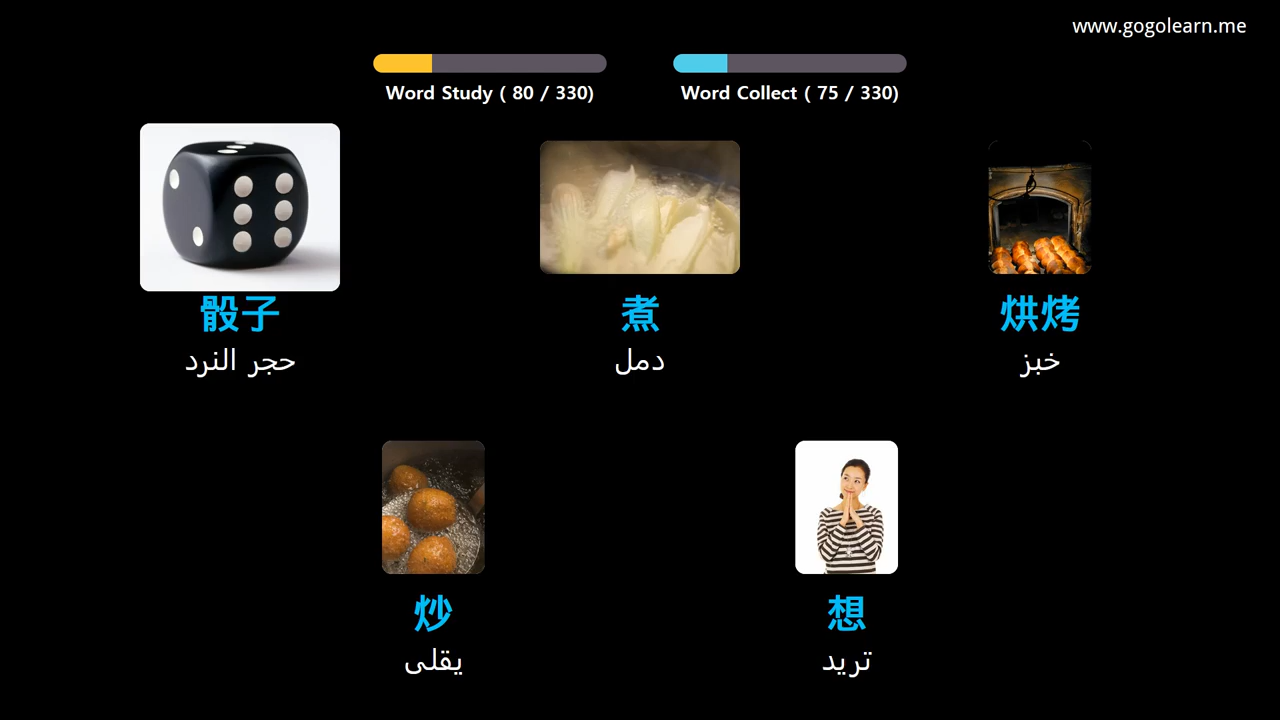 www.gogolearn.me
Word Study ( 80 / 330)
Word Collect ( 75 / 330)
骰子
حجر النرد
煮
دمل
烘烤
خبز
炒
يقلى
想
تريد